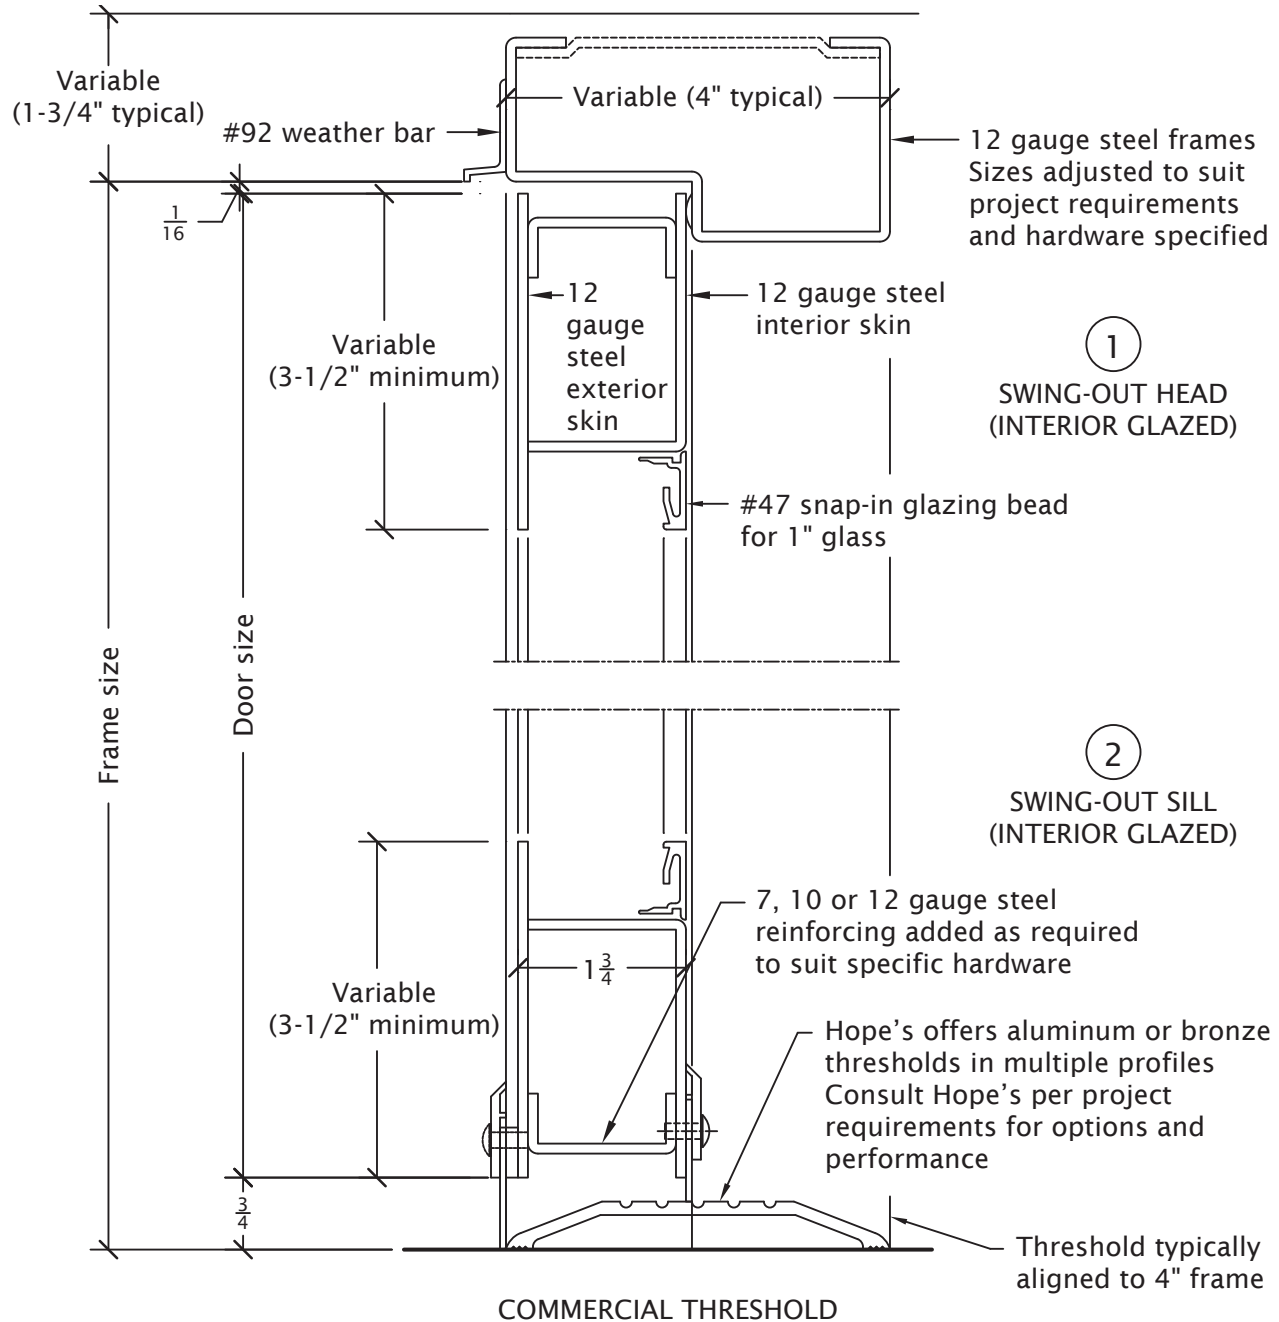 Variable
(1-3/4" typical)
Variable (4" typical)
#92 weather bar
12 gauge steel frames
Sizes adjusted to suit
project requirements
and hardware specified
1
16
12
gauge
steel
exterior
skin
12 gauge steel
interior skin
Variable
(3-1/2" minimum)
1
SWING-OUT HEAD
(INTERIOR GLAZED)
#47 snap-in glazing bead
for 1" glass
Frame size
Door size
2
SWING-OUT SILL
(INTERIOR GLAZED)
7, 10 or 12 gauge steel
reinforcing added as required
to suit specific hardware
1 3/4
Variable
(3-1/2" minimum)
Hope’s offers aluminum or bronze
thresholds in multiple profiles
Consult Hope’s per project
requirements for options and
performance
3
4
Threshold typically
aligned to 4" frame
COMMERCIAL THRESHOLD